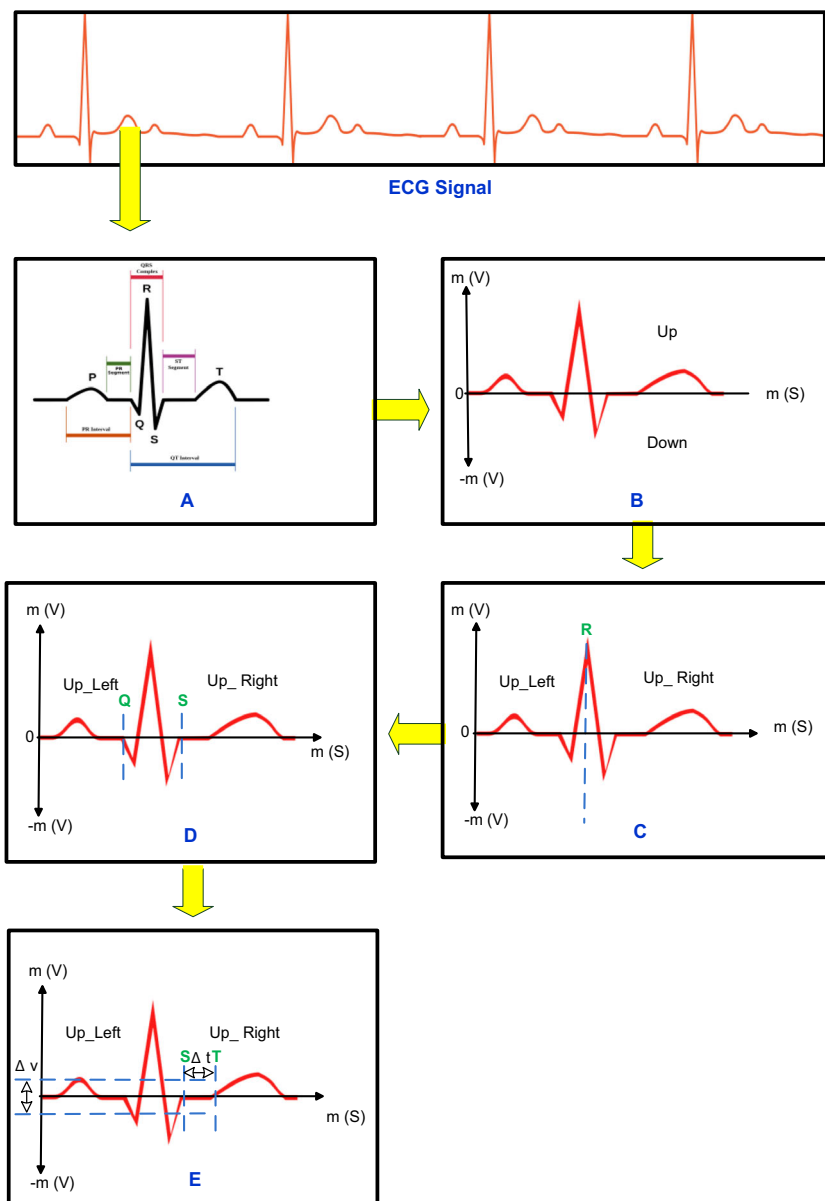 ECG Signal
QRS
Complex
R
P
PR
Segment
ST
Segment
T
Q
S
PR Interval
QT Interval
A
m (V)
Up
0
m (S)
Down
-m (V)
B
m (V)
R
Up_Left
Up_ Right
0
m (S)
-m (V)
C
m (V)
Up_Left
Up_ Right
Q
S
0
m (S)
-m (V)
D
m (V)
Up_Left
Up_ Right
S
Δ t
T
Δ v
m (S)
-m (V)
E